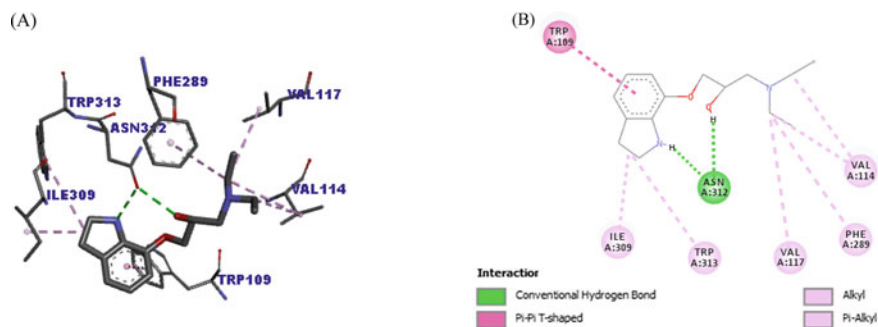 (A)
PHE289
VAL117
TRP313
ASN312
ILE309
VAL114
TRP109
(B)
TRP
A:109
O
OH
N
N
H
ASN
A:312
VAL
A:114
ILE
A:309
TRP
A:313
VAL
A:117
PHE
A:289
Interaction
Conventional Hydrogen Bond
Pi-Pi T-shaped
Alkyl
Pi-Alkyl